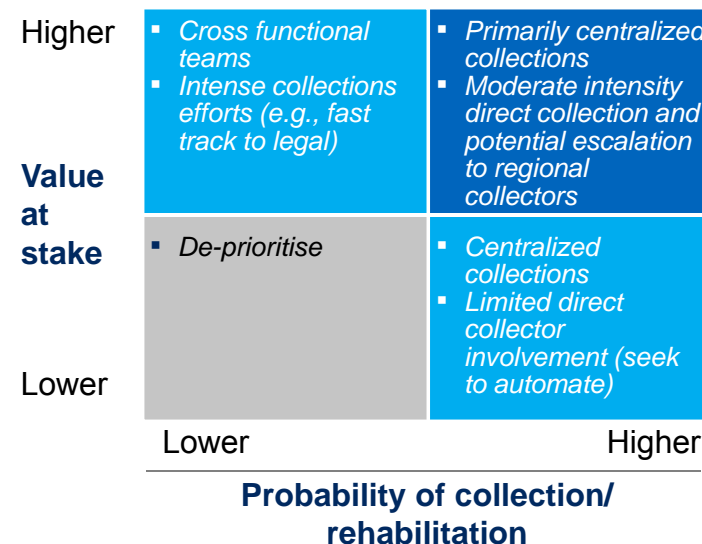 Higher
▪ Cross functional
teams
▪ Intense collections
efforts (e.g., fast
track to legal)
▪ Primarily centralized
collections
▪ Moderate intensity
direct collection and
potential escalation
to regional
collectors
Value
at
stake
▪ De-prioritise
▪ Centralized
collections
▪ Limited direct
collector
involvement (seek
to automate)
Lower
Lower
Higher
Probability of collection/
rehabilitation